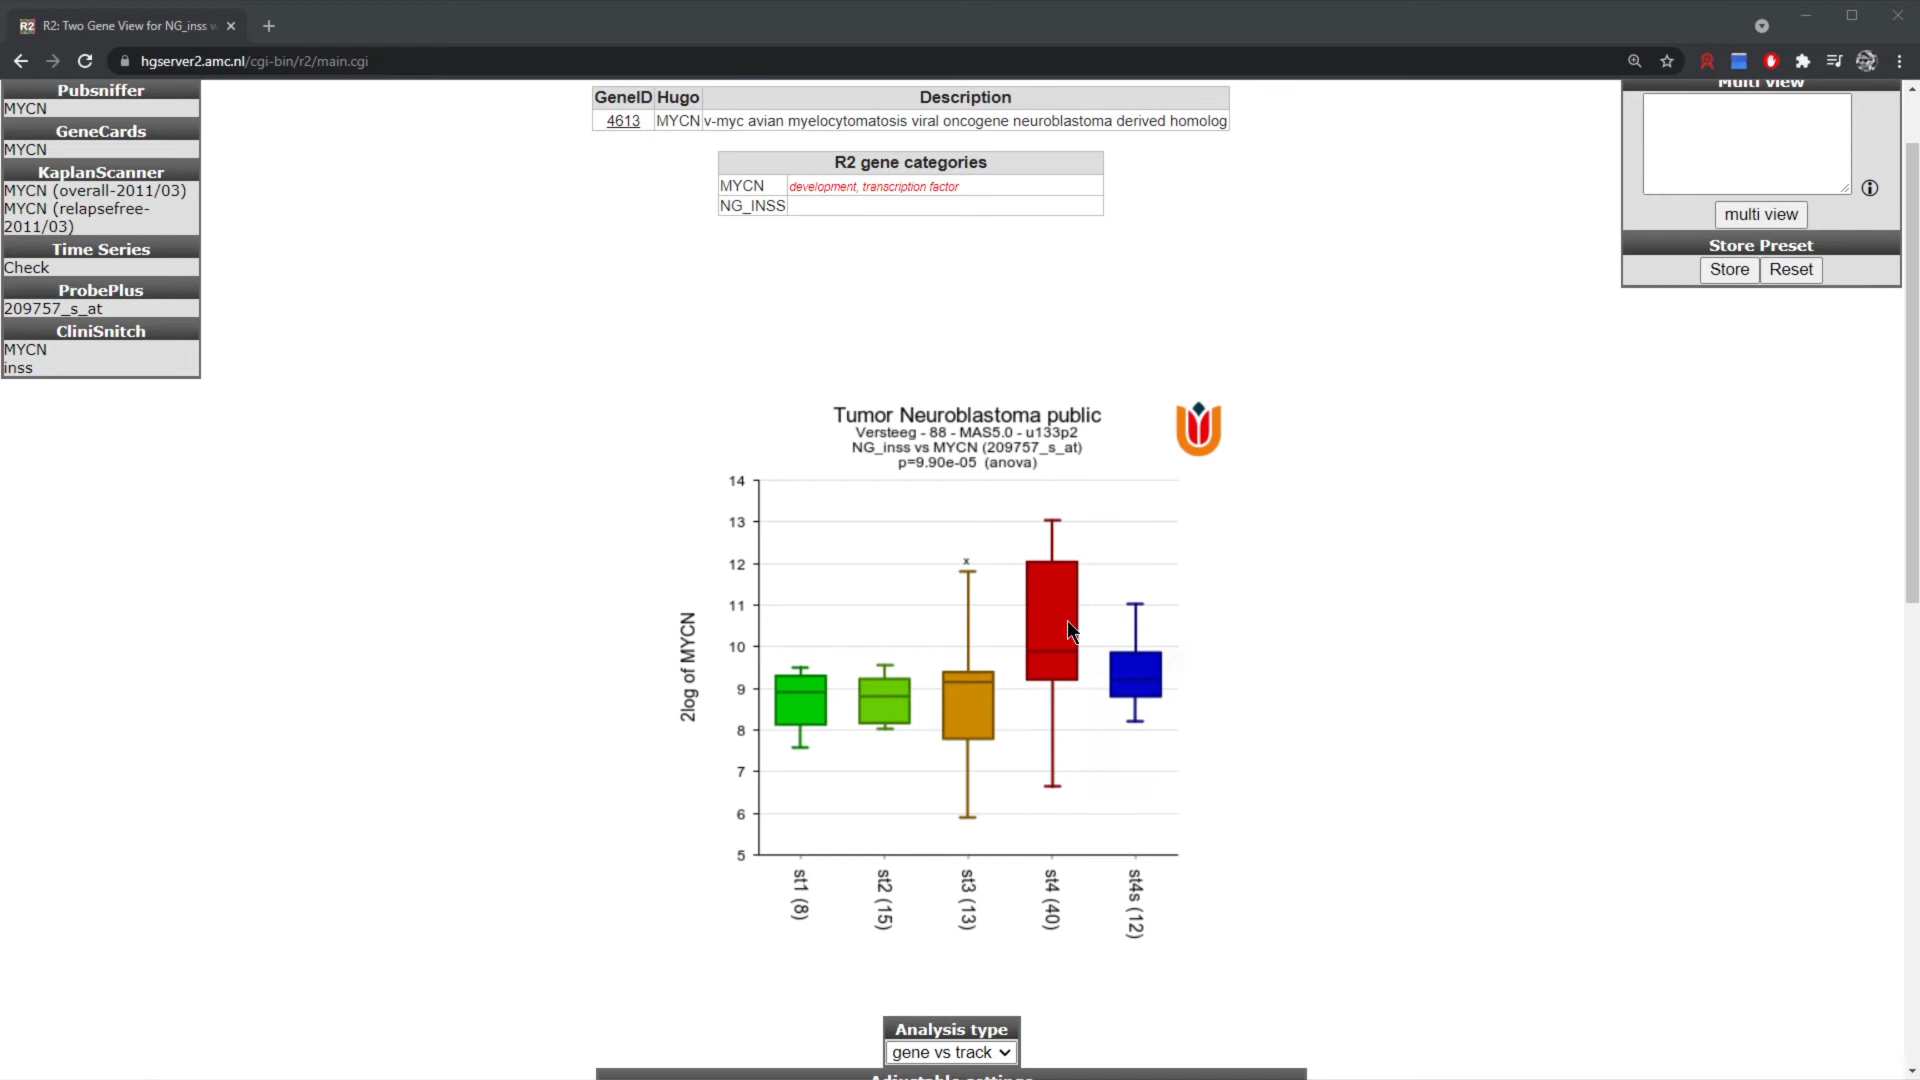 R2 R2: Two Gene View for NG_inss v
hgserver2.amc.nl/cgi-bin/r2/main.cgi
Pubsniffer
MYCN
GeneCards
MYCN
KaplanScanner
MYCN (overall-2011/03)
MYCN (relapsefree-
2011/03)
Time Series
Check
ProbePlus
209757_s_at
CliniSnitch
MYCN
inss
GeneID Hugo Description
4613 MYCN v-myc avian myelocytomatosis viral oncogene neuroblastoma derived homolog
R2 gene categories
MYCN development, transcription factor
NG_INSS
Multi view
multi view
Store Preset
Store Reset
Tumor Neuroblastoma public
Versteeg - 88 - MAS5.0 - u133p2
NG_inss vs MYCN (209757_s_at)
p=9.90e-05 (anova)
14
13
12
11
10
9
8
7
6
5
2log of MYCN
x
st1 (8)
st2 (15)
st3 (13)
st4 (40)
st4s (12)
Analysis type
gene vs track
Adjustable settings